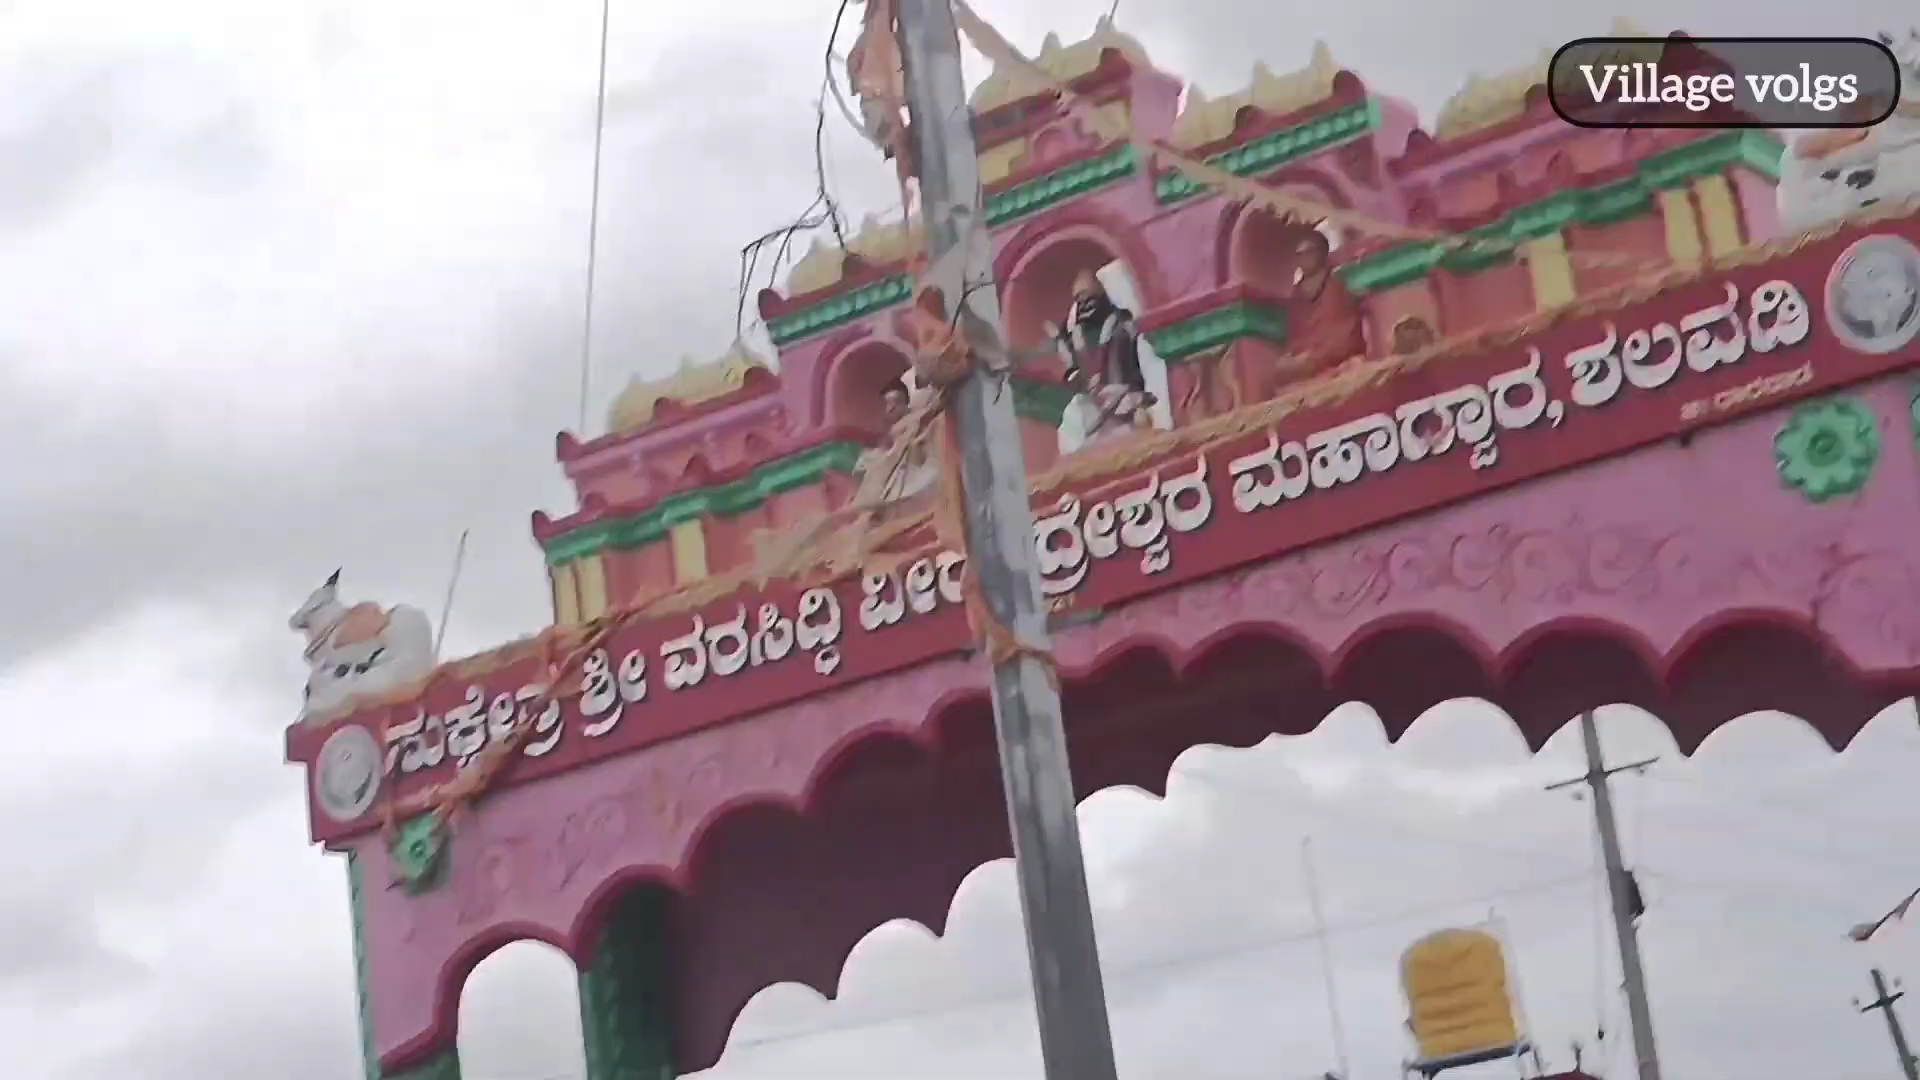 Village volgs
ಸುಕ್ಷೇತ್ರ ಶ್ರೀ ವರಸಿದ್ಧಿ ದ್ರೇಶ್ವರ ಮಹಾದ್ವಾರ, ಶಲವಡಿ